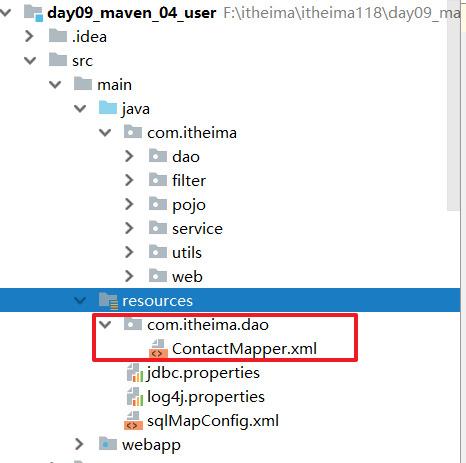 day09_maven_04_user F:\itheima\itheima118\day09_ma
.idea
src
main
java
com.itheima
dao
filter
pojo
service
utils
web
resources
com.itheima.dao
ContactMapper.xml
jdbc.properties
log4j.properties
sqlMapConfig.xml
webapp